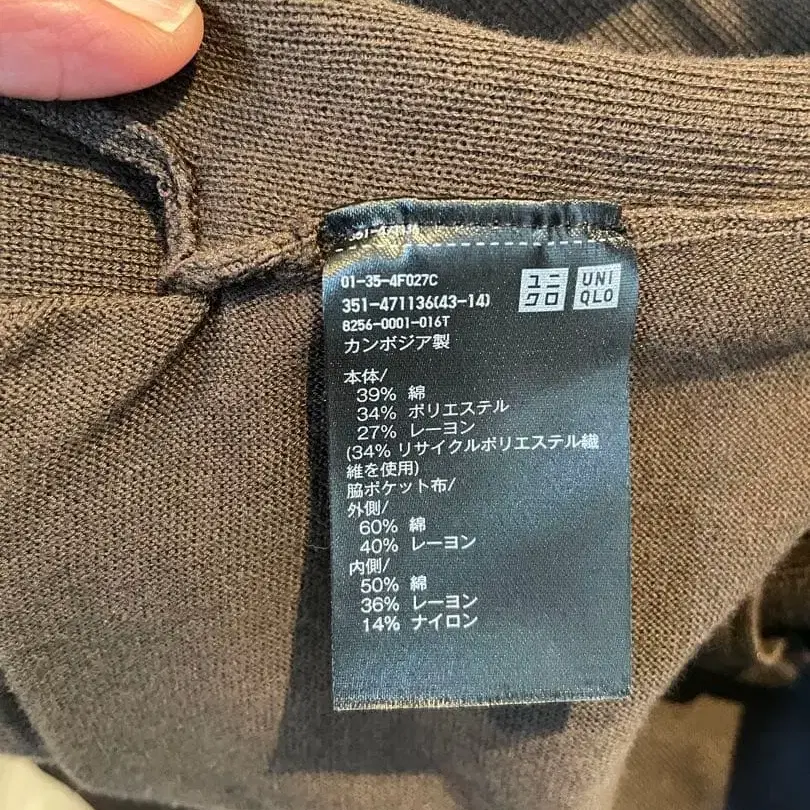 01-35-4F027C
351-471136(43-14)
8256-0001-016T
カンボジア製
ユニ
クロ
UNI
QLO
本体/
39% 綿
34% ポリエステル
27% レーヨン
(34% リサイクルポリエステル繊
維を使用)
脇ポケット布/
外側/
60% 綿
40% レーヨン
内側/
50% 綿
36% レーヨン
14% ナイロン